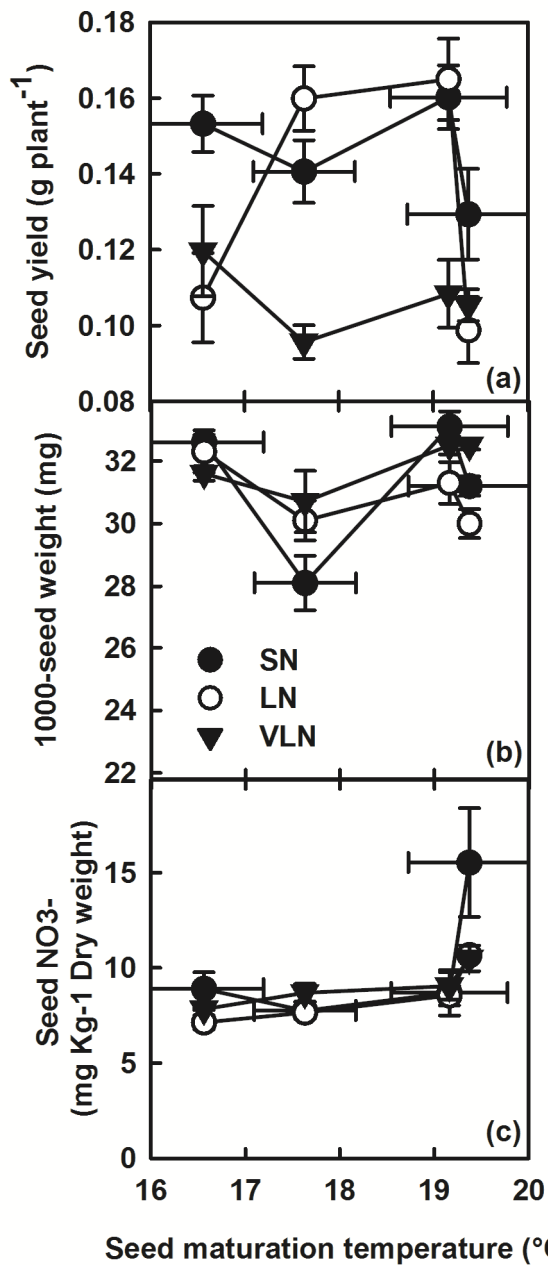 0.18
0.16
0.14
0.12
0.10
0.08
Seed yield (g plant⁻¹)
(a)
32
30
28
26
24
22
1000-seed weight (mg)
SN
LN
VLN
(b)
15
10
5
0
Seed NO3-
(mg Kg-1 Dry weight)
(c)
16 17 18 19 20
Seed maturation temperature (°